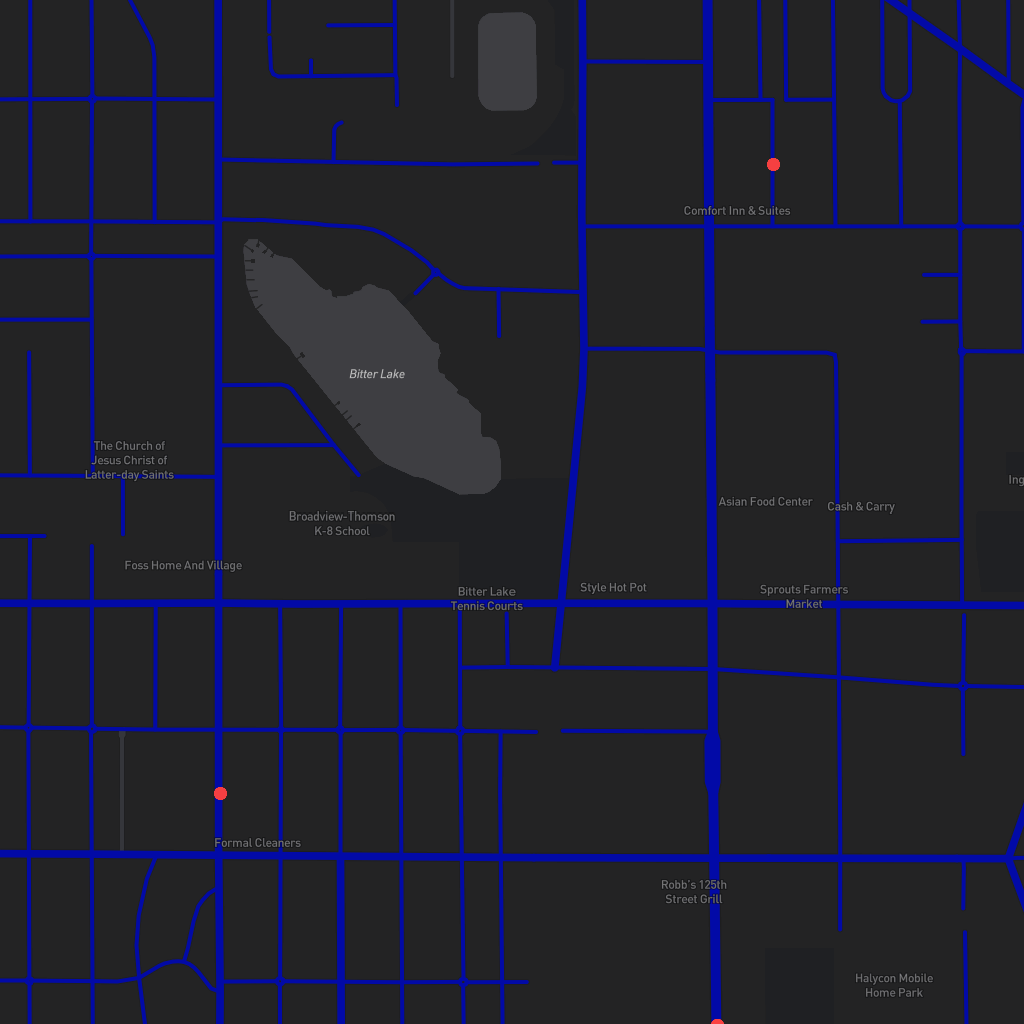 Comfort Inn & Suites
Bitter Lake
The Church of
Jesus Christ of
Latter-day Saints
Ing
Asian Food Center
Cash & Carry
Broadview-Thomson
K-8 School
Foss Home And Village
Style Hot Pot
Bitter Lake
Tennis Courts
Sprouts Farmers
Market
Formal Cleaners
Robb's 125th
Street Grill
Halycon Mobile
Home Park